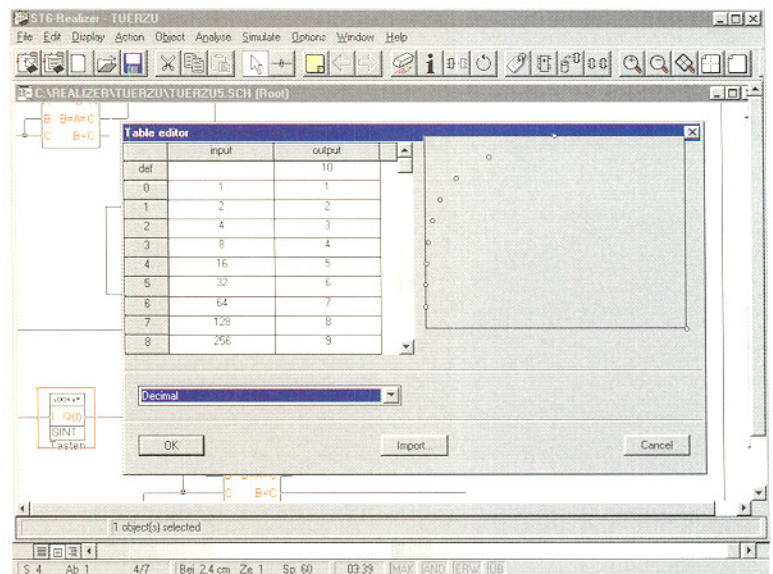 ST6-Realizer - TUERZU
File Edit Display Action Object Analyse Simulate Options Window Help
C:\REALIZER\TUERZU\TUERZU5.SCH (Root)
B B=A=C
C B<C
Table editor
input output
def 10
0 1 1
1 2 2
2 4 3
3 8 4
4 16 5
5 32 6
6 64 7
7 128 8
8 256 9
Decimal
I Q(I)
SINT
Tasten
OK Import... Cancel
C B<C
1 object(s) selected
S 4 Ab 1 4/7 Bei 2,4 cm Ze 1 Sp 60 03:39 MAK ÄND ERW ÜB